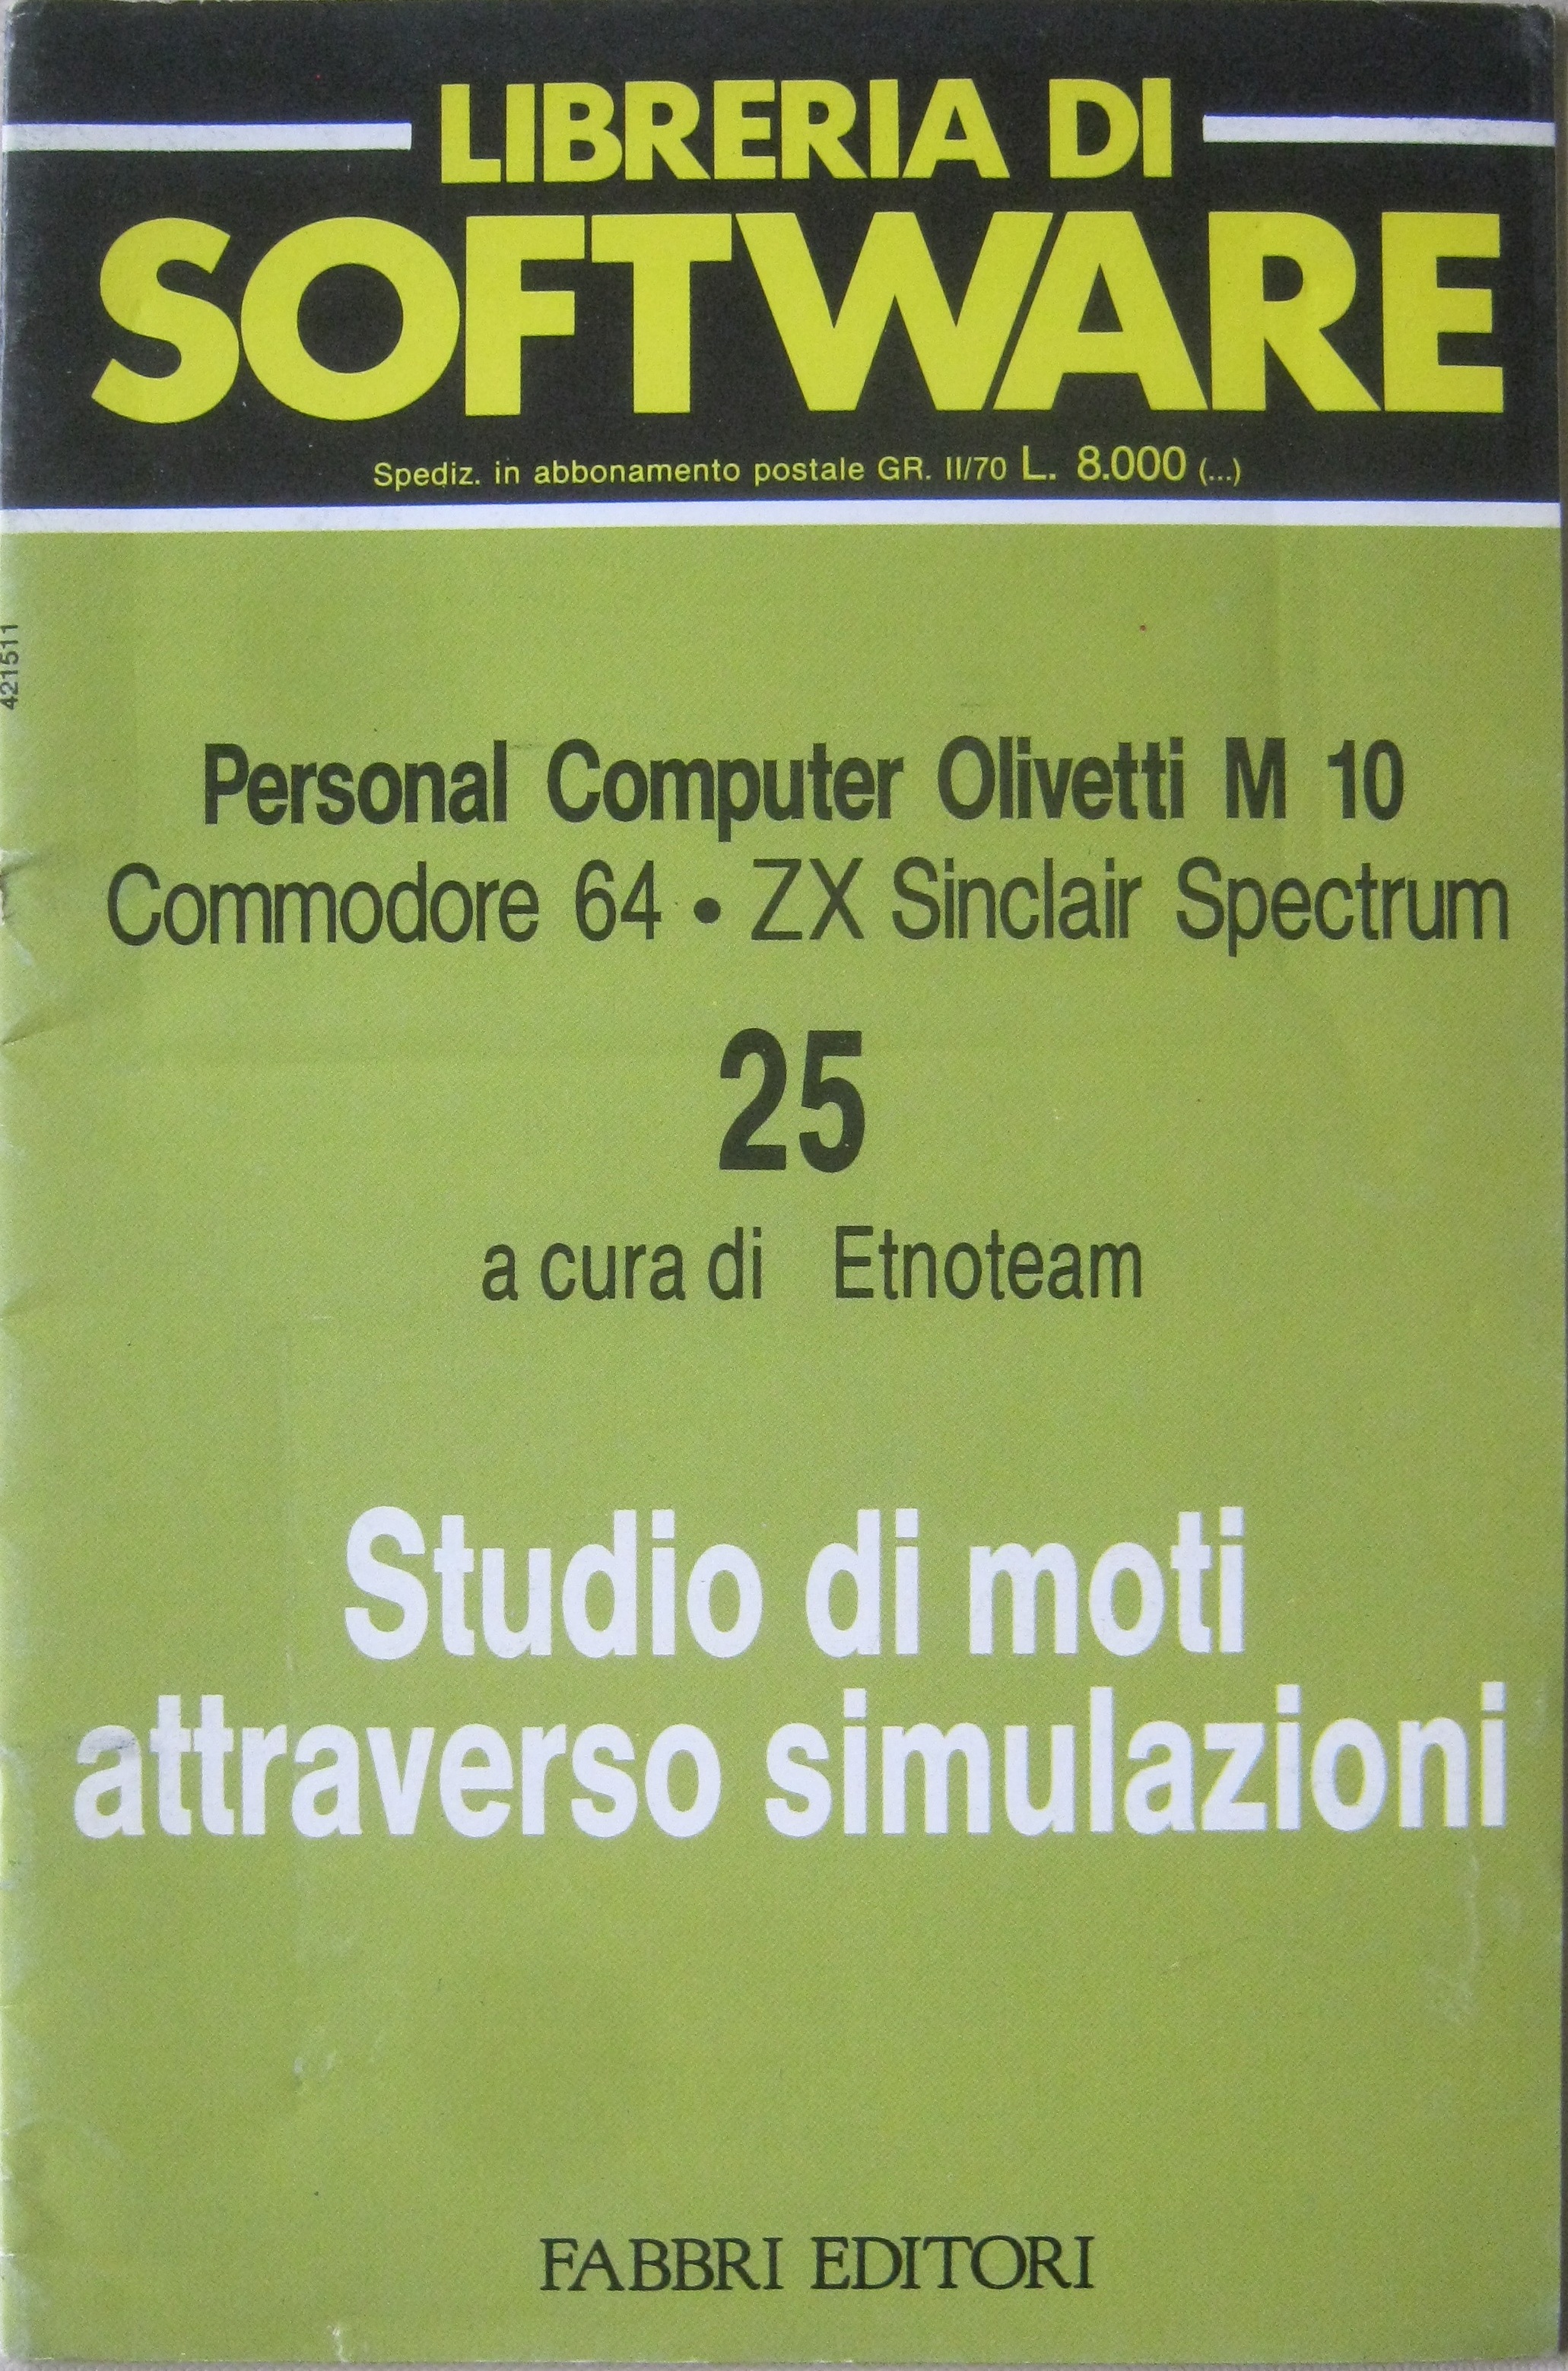 LIBRERIA DI
SOFTWARE
Spediz. in abbonamento postale GR. II/70 L. 8.000 (...)
421511
Personal Computer Olivetti M 10
Commodore 64 • ZX Sinclair Spectrum
25
a cura di Etnoteam
Studio di moti
attraverso simulazioni
FABBRI EDITORI